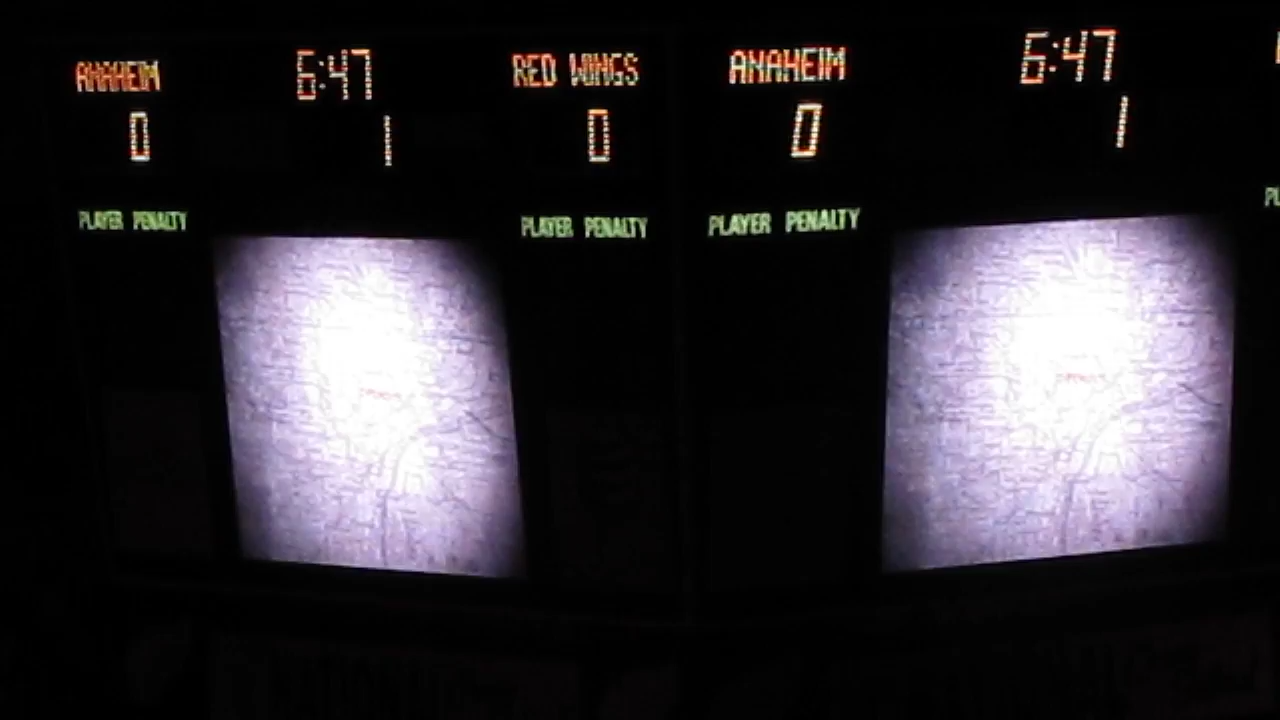 ANAHEIM 6:47 RED WINGS
0 1 0
PLAYER PENALTY PLAYER PENALTY
ANAHEIM 6:47
0 1
PLAYER PENALTY